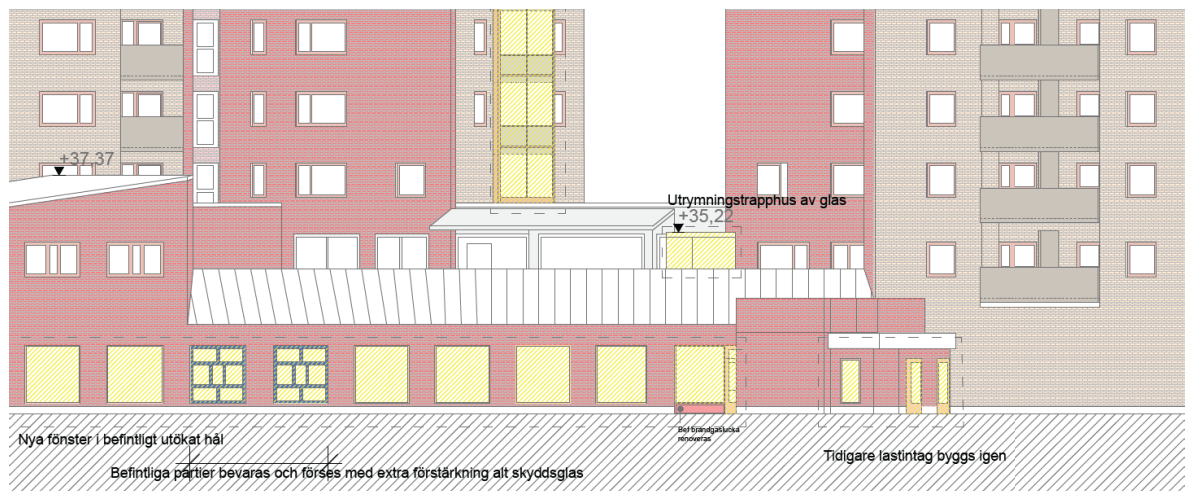 +37,37
Utrymningstrapphus av glas
+35,22
Bef brandgaslucka
renoveras
Nya fönster i befintligt utökat hål
Befintliga partier bevaras och förses med extra förstärkning alt skyddsglas
Tidigare lastintag byggs igen